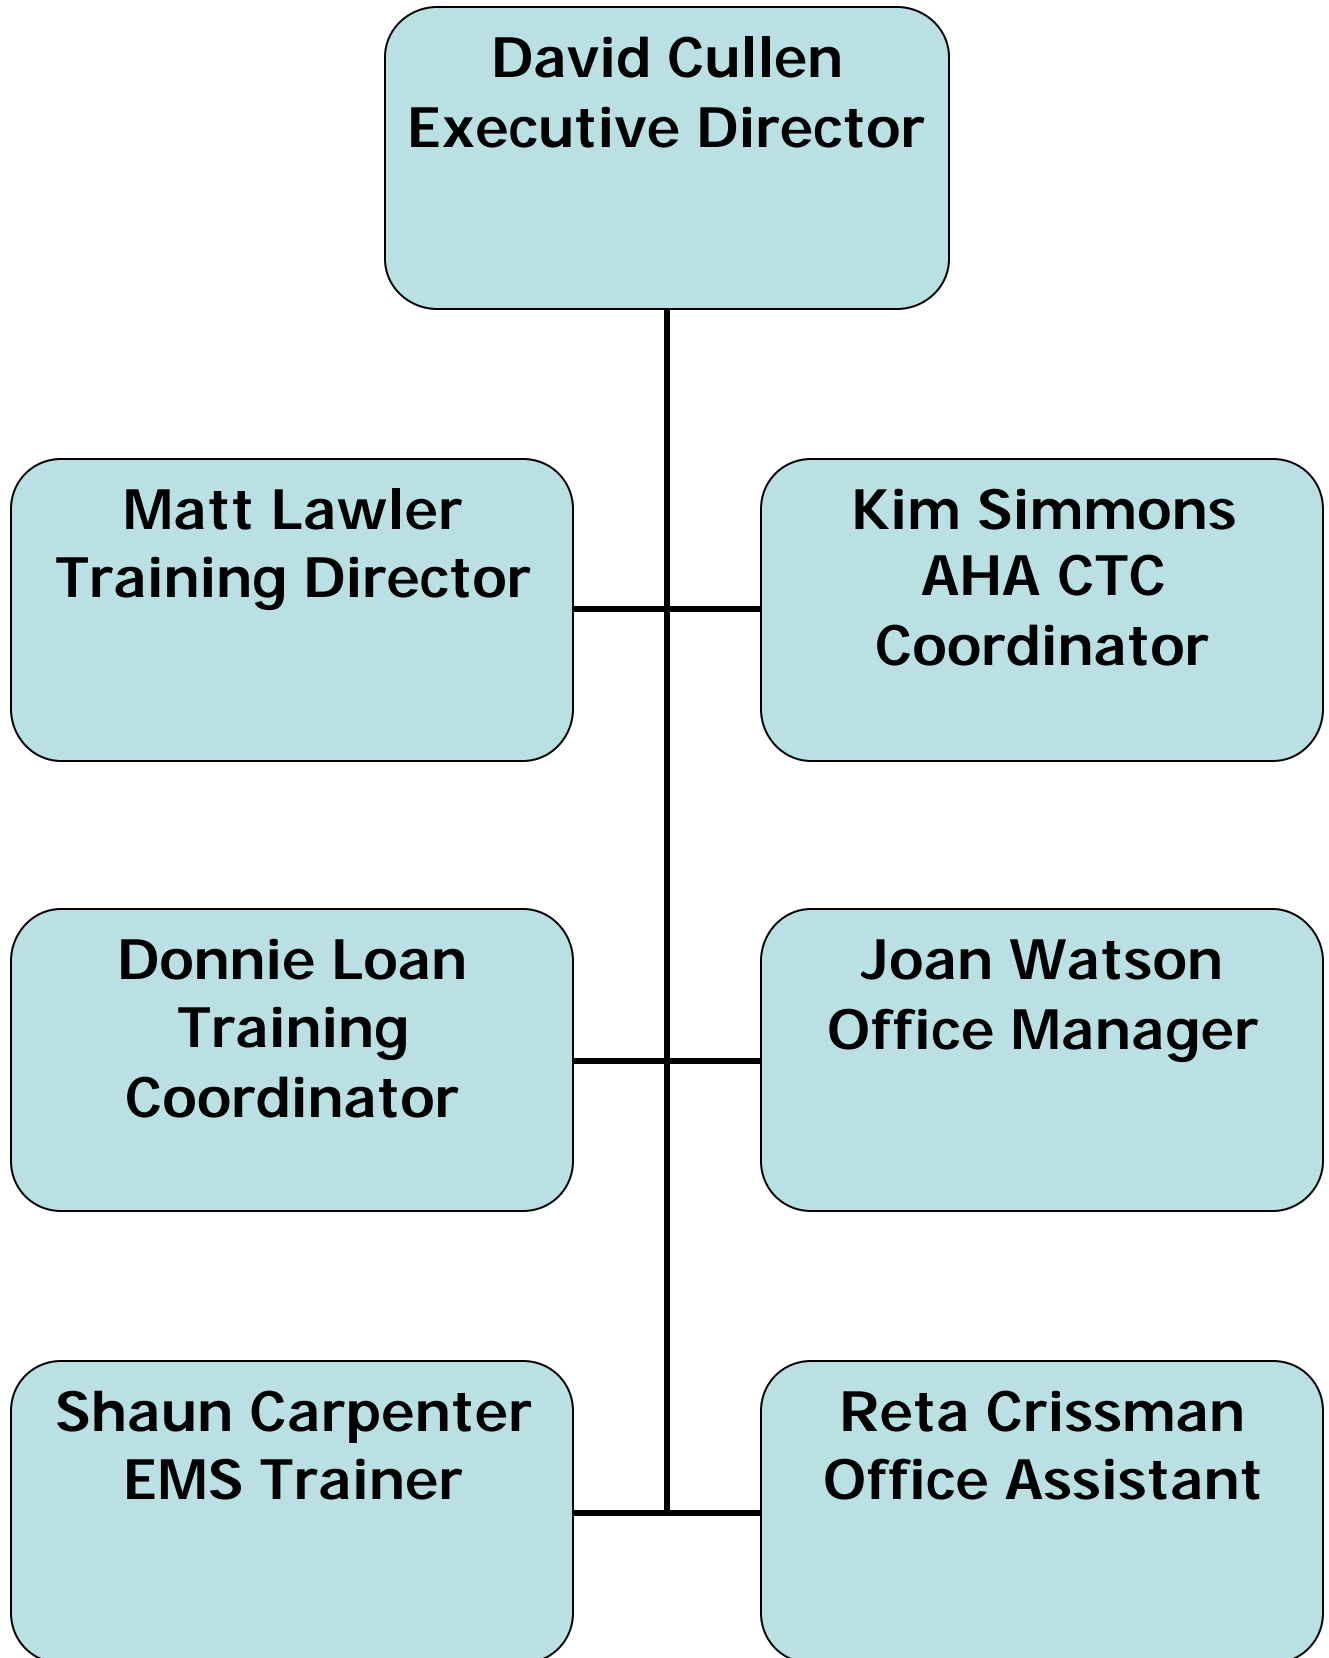 David Cullen
Executive Director
Matt Lawler
Training Director
Kim Simmons
AHA CTC
Coordinator
Donnie Loan
Training
Coordinator
Joan Watson
Office Manager
Shaun Carpenter
EMS Trainer
Reta Crissman
Office Assistant